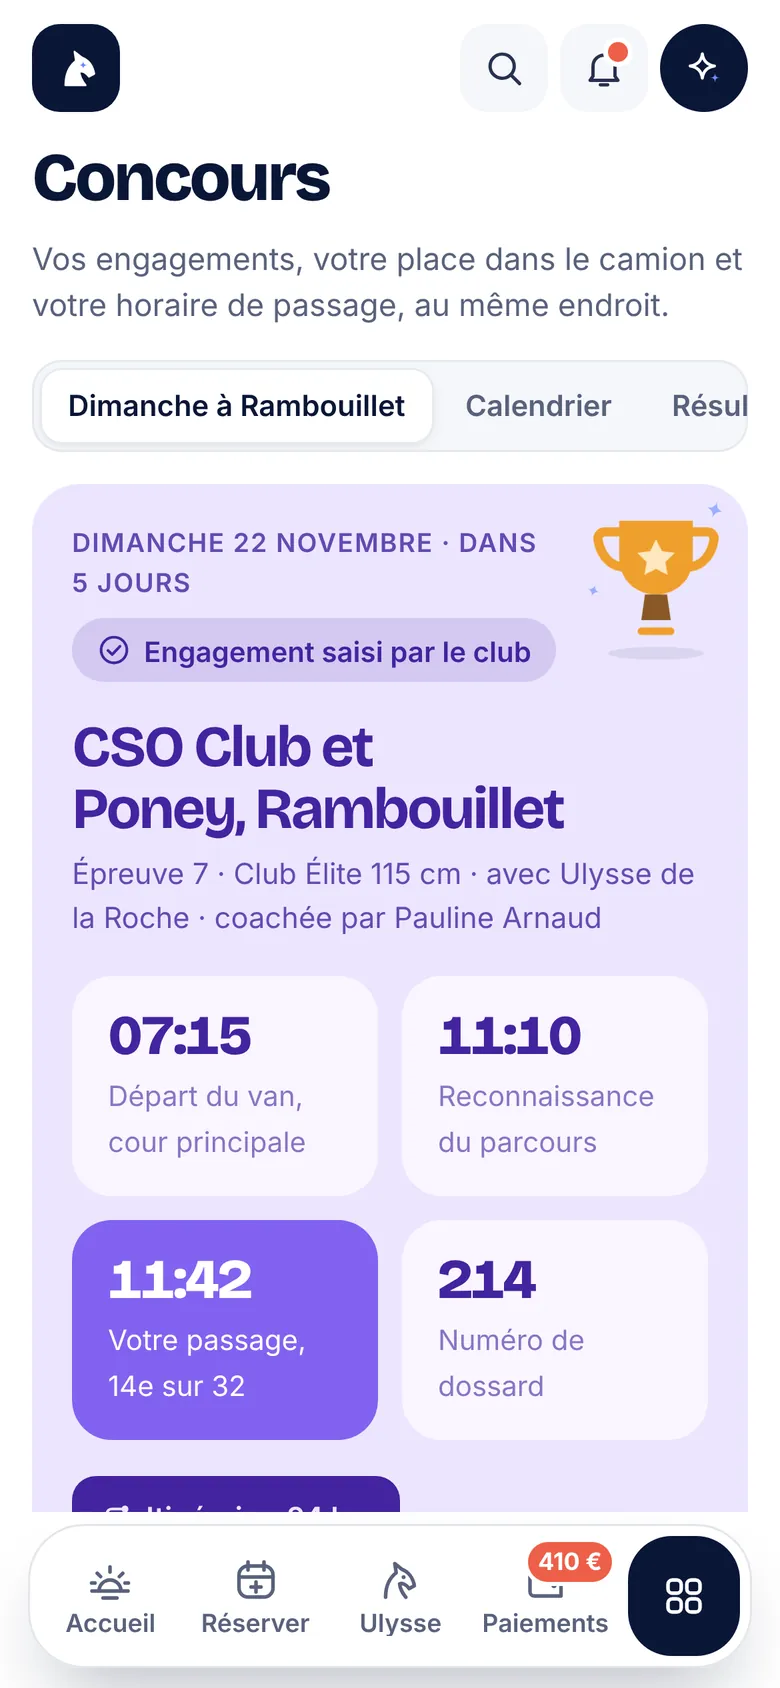 Concours
Vos engagements, votre place dans le camion et
votre horaire de passage, au même endroit.
Dimanche à Rambouillet
Calendrier
Résul
DIMANCHE 22 NOVEMBRE · DANS
5 JOURS
Engagement saisi par le club
CSO Club et
Poney, Rambouillet
Épreuve 7 · Club Élite 115 cm · avec Ulysse de
la Roche · coachée par Pauline Arnaud
07:15
Départ du van,
cour principale
11:10
Reconnaissance
du parcours
11:42
Votre passage,
14e sur 32
214
Numéro de
dossard
Accueil
Réserver
Ulysse
410 €
Paiements